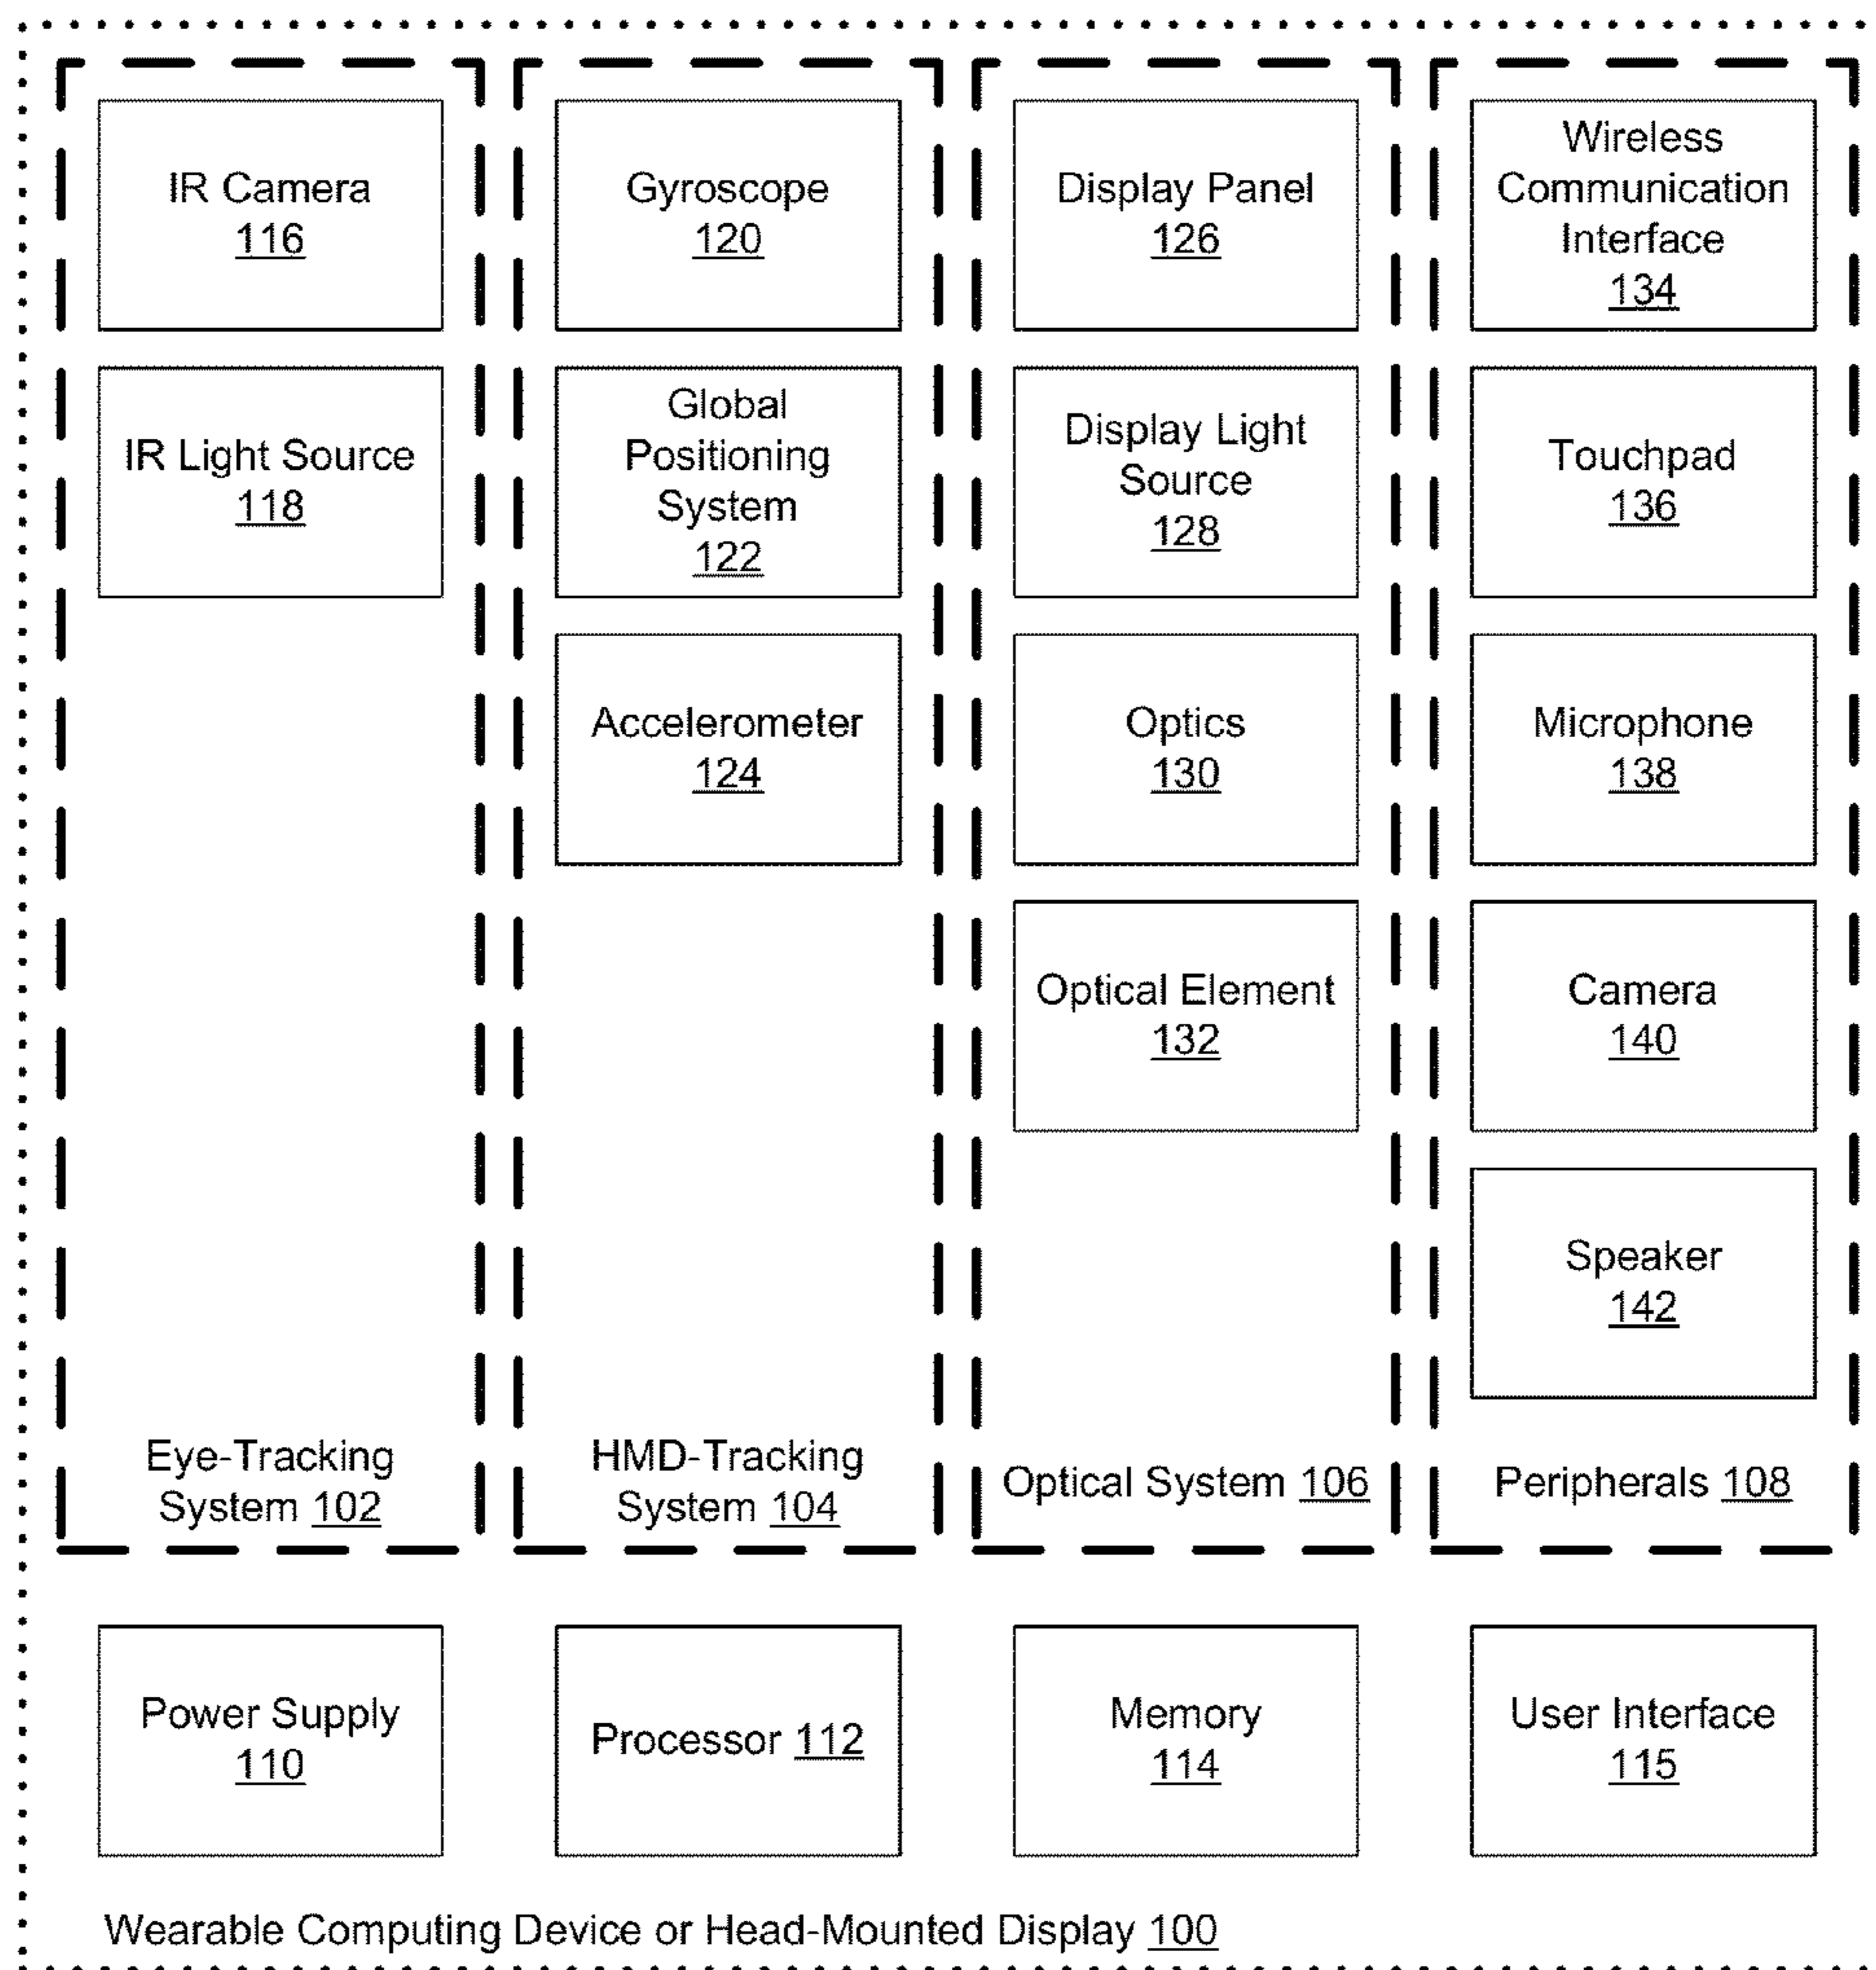 IR Camera
116
Gyroscope
120
Display Panel
126
Wireless
Communication
Interface
134
IR Light Source
118
Global
Positioning
System
122
Display Light
Source
128
Touchpad
136
Accelerometer
124
Optics
130
Microphone
138
Optical Element
132
Camera
140
Speaker
142
Eye-Tracking
System 102
HMD-Tracking
System 104
Optical System 106
Peripherals 108
Power Supply
110
Processor 112
Memory
114
User Interface
115
Wearable Computing Device or Head-Mounted Display 100